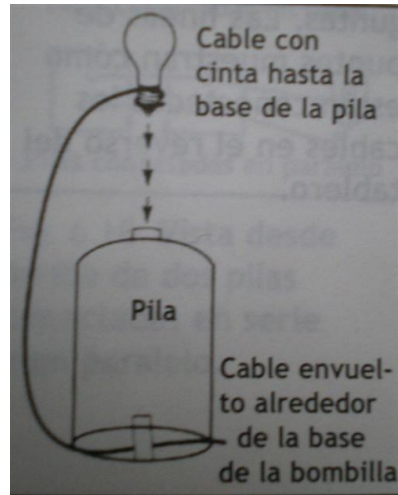 Cable con
cinta hasta la
base de la pila
Pila
Cable envuel-
to alrededor
de la base
de la bombilla